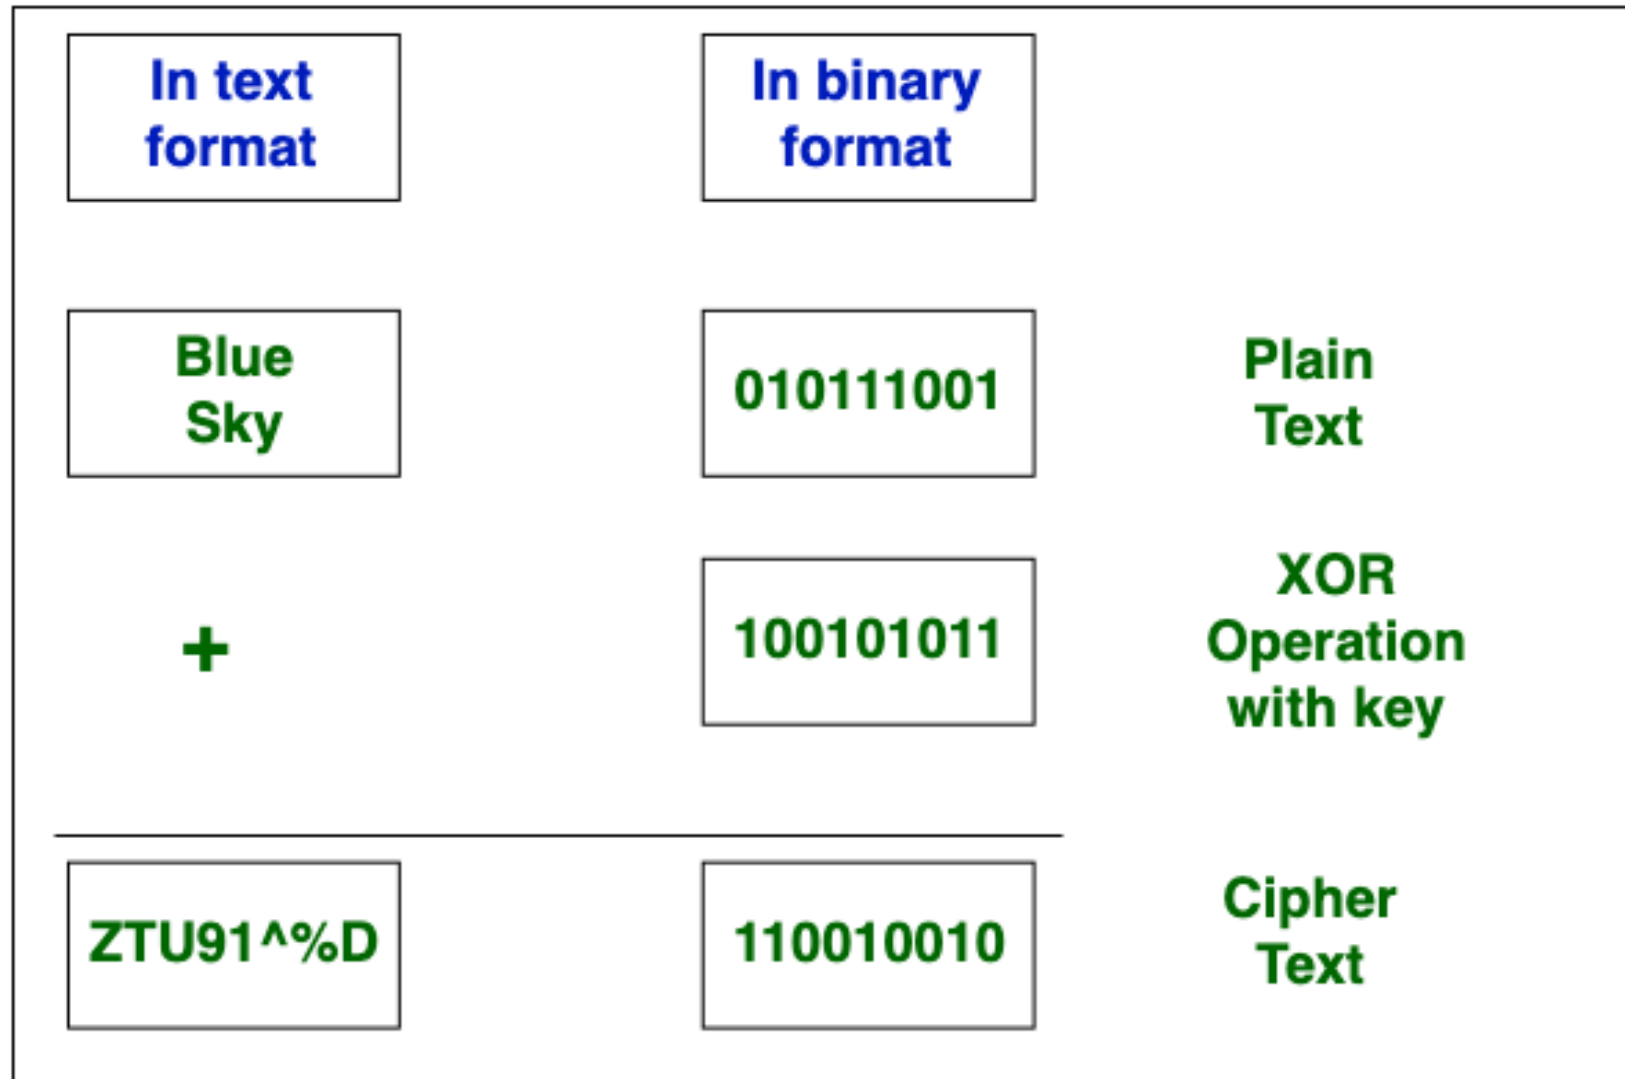 In text
format
In binary
format
Blue
Sky
010111001
Plain
Text
+
100101011
XOR
Operation
with key
ZTU91^%D
110010010
Cipher
Text